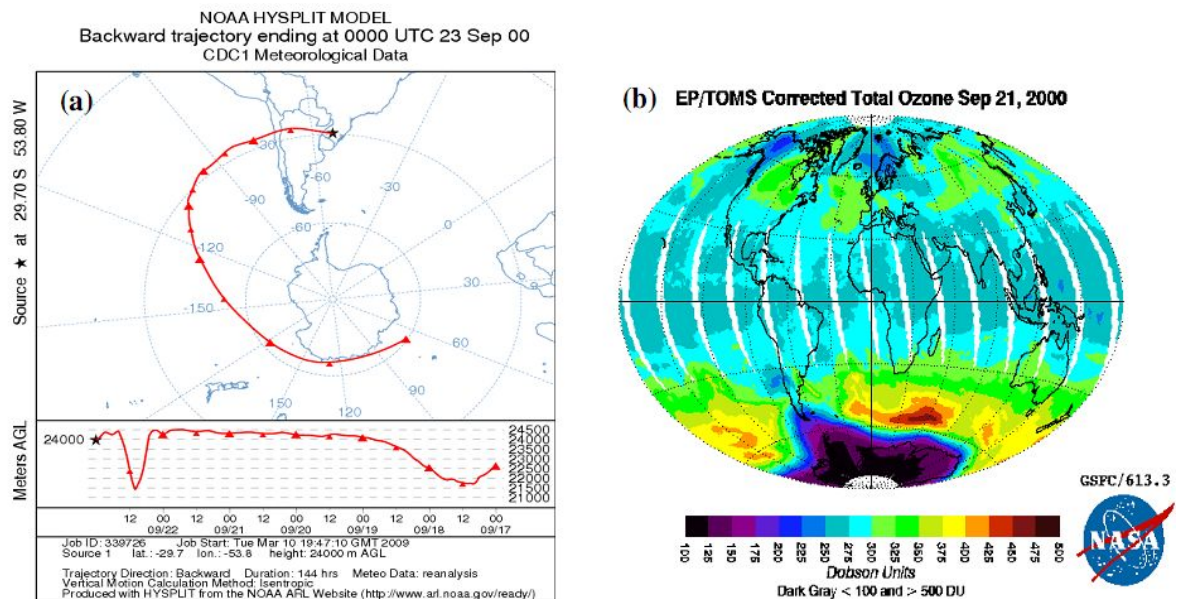 NOAA HYSPLIT MODEL
Backward trajectory ending at 0000 UTC 23 Sep 00
CDC1 Meteorological Data
Source ★ at 29.70 S 53.80 W
(a)
-30
-60
-30
-90
-60
0
-120
30
0
30
-150
60
150
120
90
Meters AGL
24000
24500
24000
23500
23000
22500
22000
21500
21000
12 00 12 00 12 00 12 00 12 00 12 00
09/22 09/21 09/20 09/19 09/18 09/17
Job ID: 339726 Job Start: Tue Mar 10 19:47:10 GMT 2009
Source 1 lat.: -29.7 lon.: -53.8 height: 24000 m AGL
Trajectory Direction: Backward Duration: 144 hrs Meteo Data: reanalysis
Vertical Motion Calculation Method: Isentropic
Produced with HYSPLIT from the NOAA ARL Website (http://www.arl.noaa.gov/ready/)
(b) EP/TOMS Corrected Total Ozone Sep 21, 2000
GSFC/613.3
NASA
100 125 150 175 200 225 250 275 300 325 350 375 400 425 450 475 500
Dobson Units
Dark Gray < 100 and > 500 DU